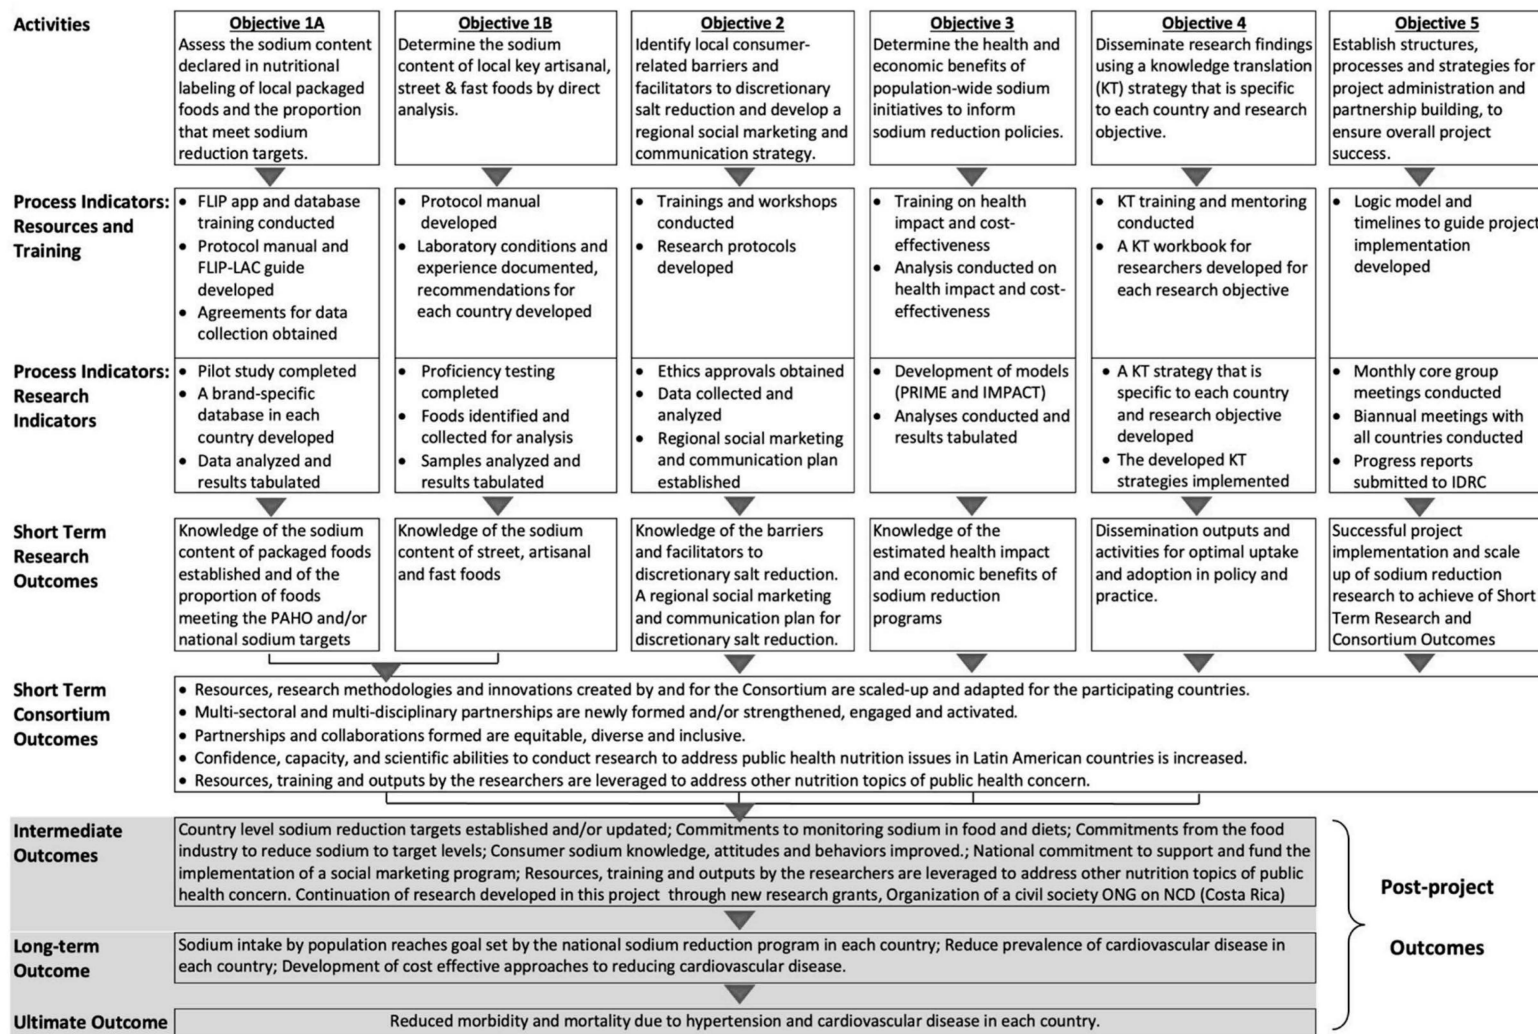 Activities
Objective 1A
Assess the sodium content
declared in nutritional
labeling of local packaged
foods and the proportion
that meet sodium
reduction targets.
Objective 1B
Determine the sodium
content of local key artisanal,
street & fast foods by direct
analysis.
Objective 2
Identify local consumer-
related barriers and
facilitators to discretionary
salt reduction and develop a
regional social marketing and
communication strategy.
Objective 3
Determine the health and
economic benefits of
population-wide sodium
initiatives to inform
sodium reduction policies.
Objective 4
Disseminate research findings
using a knowledge translation
(KT) strategy that is specific
to each country and research
objective.
Objective 5
Establish structures,
processes and strategies for
project administration and
partnership building, to
ensure overall project
success.
Process Indicators:
Resources and
Training
• FLIP app and database
training conducted
• Protocol manual and
FLIP-LAC guide
developed
• Agreements for data
collection obtained
• Protocol manual
developed
• Laboratory conditions and
experience documented,
recommendations for
each country developed
• Trainings and workshops
conducted
• Research protocols
developed
• Training on health
impact and cost-
effectiveness
• Analysis conducted on
health impact and cost-
effectiveness
• KT training and mentoring
conducted
• A KT workbook for
researchers developed for
each research objective
• Logic model and
timelines to guide project
implementation
developed
Process Indicators:
Research
Indicators
• Pilot study completed
• A brand-specific
database in each
country developed
• Data analyzed and
results tabulated
• Proficiency testing
completed
• Foods identified and
collected for analysis
• Samples analyzed and
results tabulated
• Ethics approvals obtained
• Data collected and
analyzed
• Regional social marketing
and communication plan
established
• Development of models
(PRIME and IMPACT)
• Analyses conducted and
results tabulated
• A KT strategy that is
specific to each country
and research objective
developed
• The developed KT
strategies implemented
• Monthly core group
meetings conducted
• Biannual meetings with
all countries conducted
• Progress reports
submitted to IDRC
Short Term
Research
Outcomes
Knowledge of the sodium
content of packaged foods
established and of the
proportion of foods
meeting the PAHO and/or
national sodium targets
Knowledge of the sodium
content of street, artisanal
and fast foods
Knowledge of the barriers
and facilitators to
discretionary salt reduction.
A regional social marketing
and communication plan for
discretionary salt reduction.
Knowledge of the
estimated health impact
and economic benefits of
sodium reduction
programs
Dissemination outputs and
activities for optimal uptake
and adoption in policy and
practice.
Successful project
implementation and scale
up of sodium reduction
research to achieve of Short
Term Research and
Consortium Outcomes
Short Term
Consortium
Outcomes
• Resources, research methodologies and innovations created by and for the Consortium are scaled-up and adapted for the participating countries.
• Multi-sectoral and multi-disciplinary partnerships are newly formed and/or strengthened, engaged and activated.
• Partnerships and collaborations formed are equitable, diverse and inclusive.
• Confidence, capacity, and scientific abilities to conduct research to address public health nutrition issues in Latin American countries is increased.
• Resources, training and outputs by the researchers are leveraged to address other nutrition topics of public health concern.
Intermediate
Outcomes
Country level sodium reduction targets established and/or updated; Commitments to monitoring sodium in food and diets; Commitments from the food
industry to reduce sodium to target levels; Consumer sodium knowledge, attitudes and behaviors improved.; National commitment to support and fund the
implementation of a social marketing program; Resources, training and outputs by the researchers are leveraged to address other nutrition topics of public
health concern. Continuation of research developed in this project through new research grants, Organization of a civil society ONG on NCD (Costa Rica)
Post-project
Outcomes
Long-term
Outcome
Sodium intake by population reaches goal set by the national sodium reduction program in each country; Reduce prevalence of cardiovascular disease in
each country; Development of cost effective approaches to reducing cardiovascular disease.
Ultimate Outcome
Reduced morbidity and mortality due to hypertension and cardiovascular disease in each country.